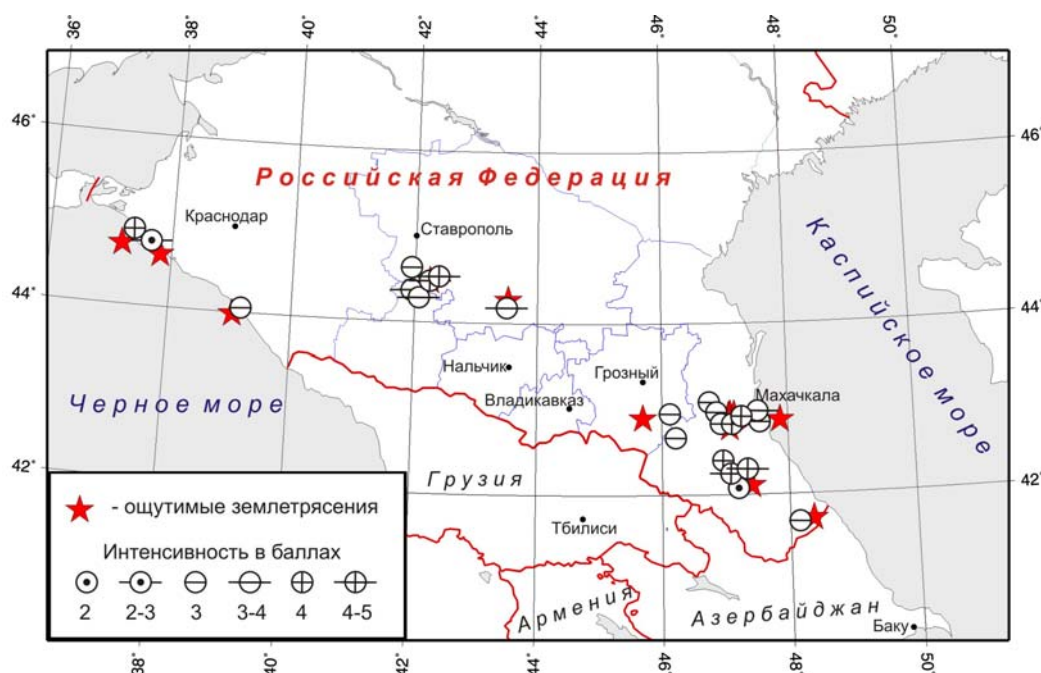 36° 38° 40° 42° 44° 46° 48° 50°
46° 46°
Российская Федерация
Краснодар
Ставрополь
Каспийское море
44° 44°
Нальчик
Грозный
Владикавказ
Махачкала
Черное море
42° 42°
Грузия
Тбилиси
Армения
Азербайджан
Баку
- ощутимые землетрясения
Интенсивность в баллах
2 2-3 3 3-4 4 4-5
38° 40° 42° 44° 46° 48° 50°